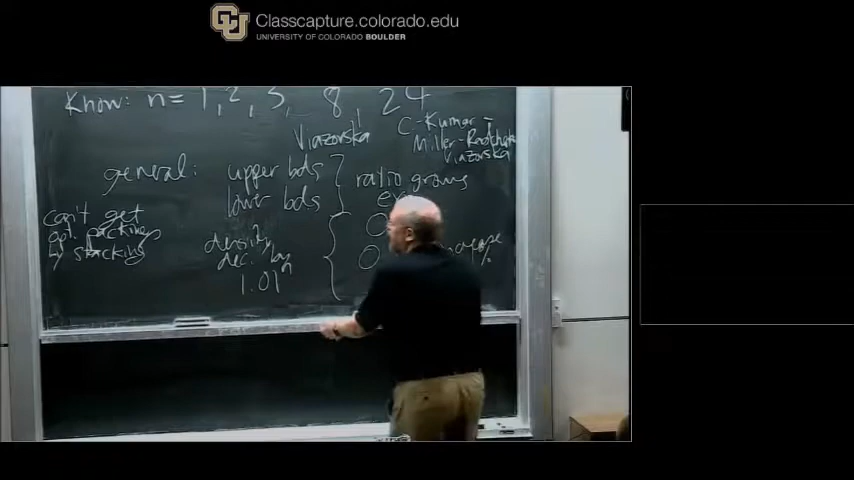 Classcapture.colorado.edu
UNIVERSITY OF COLORADO BOULDER
Know: n = 1, 2, 3, 8, 24
Viazovska
C-Kumar-
Miller-Radchenko
Viazovska
general: upper bds
lower bds
ratio grows
can't get
opt. packings
by stacking
density
dec. by
1.01^n